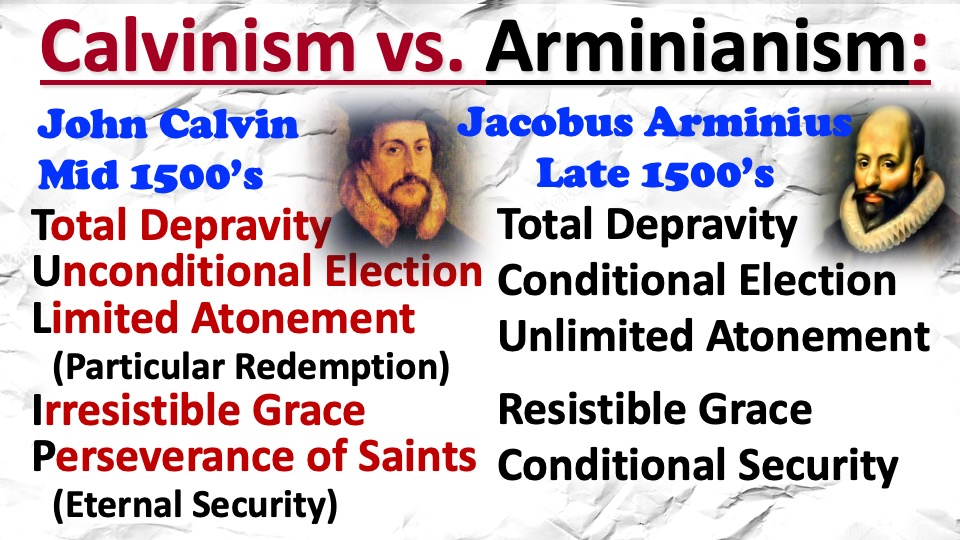 Calvinism vs. Arminianism:
John Calvin
Mid 1500's
Total Depravity
Unconditional Election
Limited Atonement
(Particular Redemption)
Irresistible Grace
Perseverance of Saints
(Eternal Security)
Jacobus Arminius
Late 1500's
Total Depravity
Conditional Election
Unlimited Atonement
Resistible Grace
Conditional Security